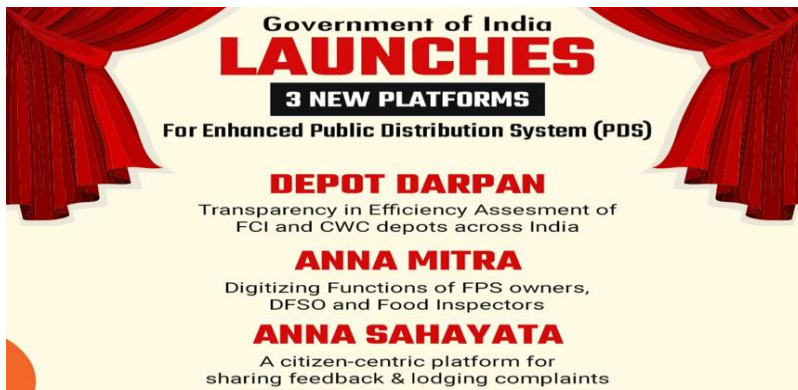 Government of India
LAUNCHES
3 NEW PLATFORMS
For Enhanced Public Distribution System (PDS)
DEPOT DARPAN
Transparency in Efficiency Assesment of
FCI and CWC depots across India
ANNA MITRA
Digitizing Functions of FPS owners,
DFSO and Food Inspectors
ANNA SAHAYATA
A citizen-centric platform for
sharing feedback & lodging complaints